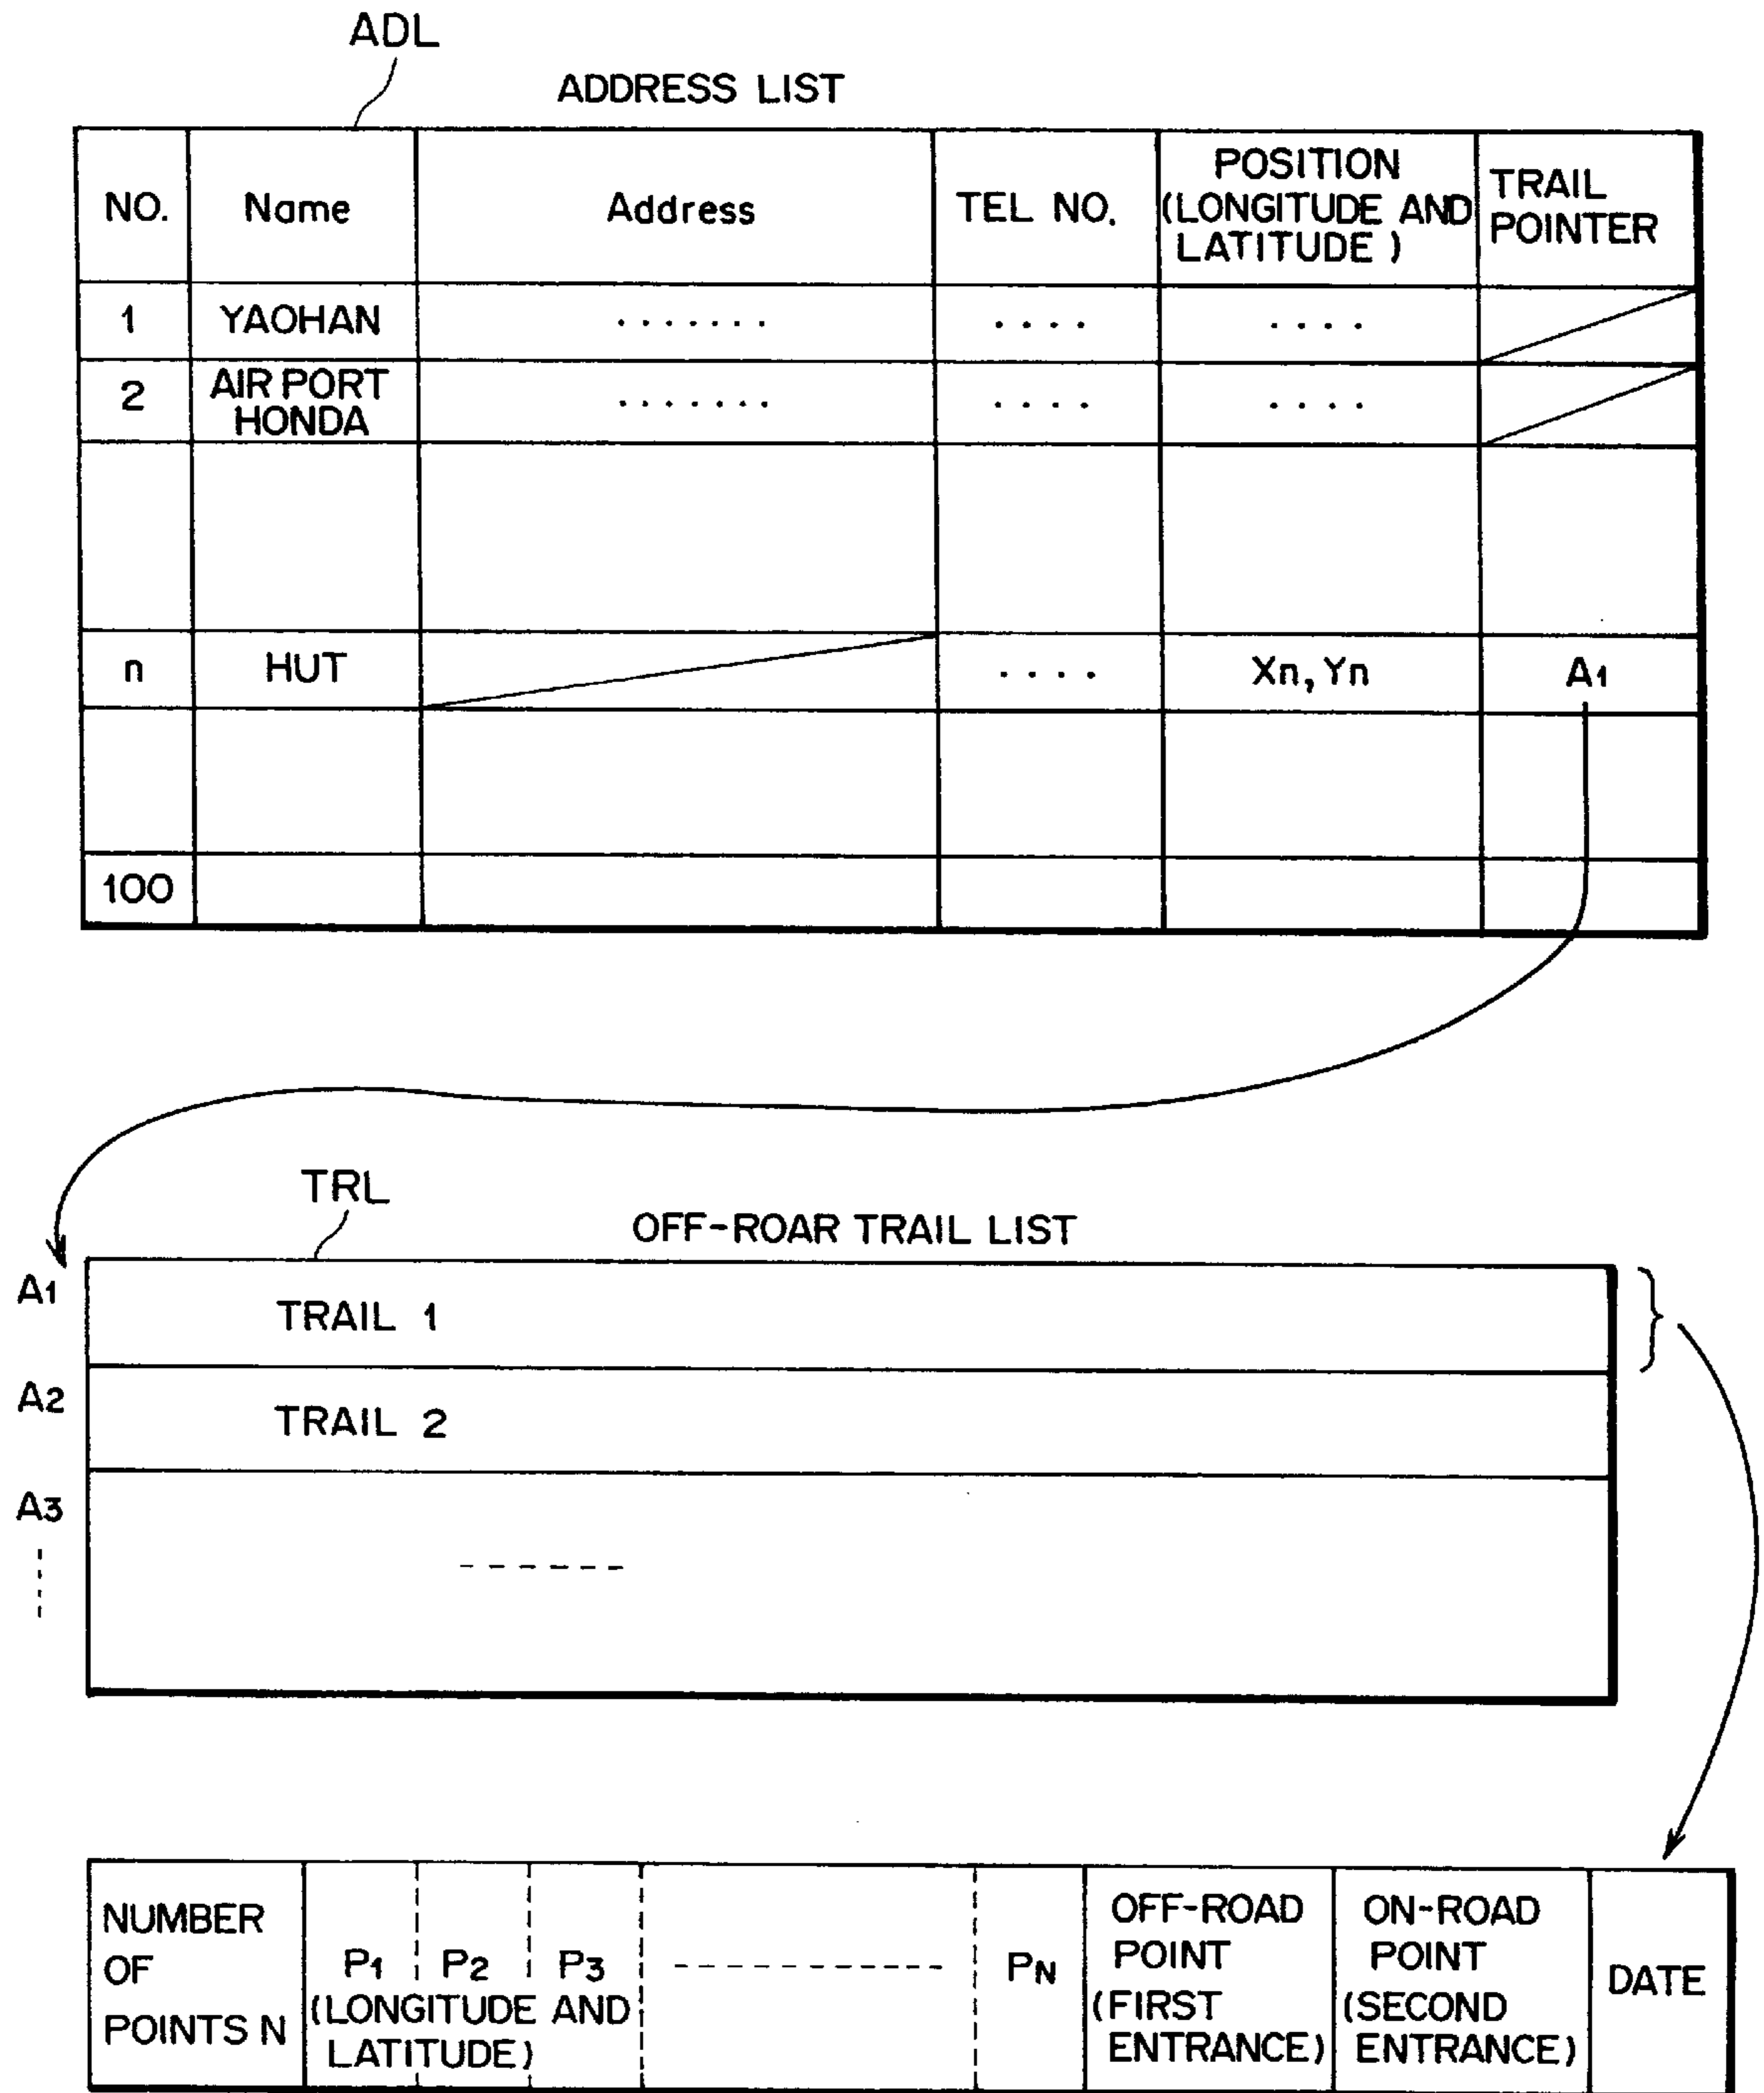 ADL
ADDRESS LIST
NO. Name Address TEL NO. POSITION (LONGITUDE AND LATITUDE) TRAIL POINTER
1 YAOHAN ....... .... ....
2 AIR PORT HONDA ....... .... ....
n HUT .... Xn, Yn A1
100
TRL
OFF-ROAR TRAIL LIST
A1 TRAIL 1
A2 TRAIL 2
A3
NUMBER OF POINTS N
P1 P2 P3
(LONGITUDE AND
LATITUDE)
PN
OFF-ROAD
POINT
(FIRST
ENTRANCE)
ON-ROAD
POINT
(SECOND
ENTRANCE)
DATE